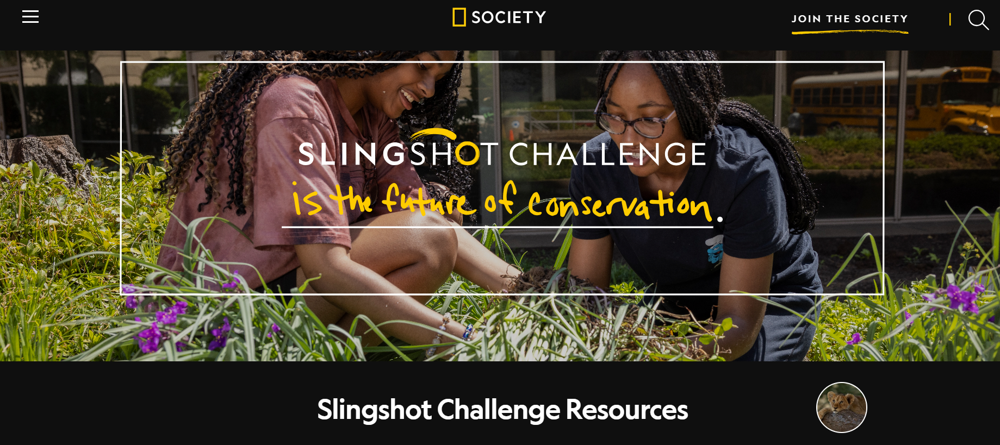 SOCIETY
JOIN THE SOCIETY
SLINGSHOT CHALLENGE
is the future of conservation.
Slingshot Challenge Resources